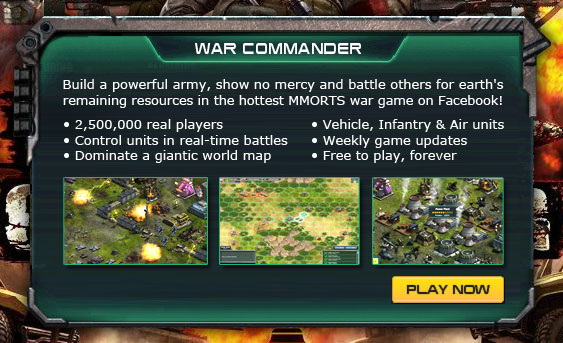 WAR COMMANDER
Build a powerful army, show no mercy and battle others for earth's
remaining resources in the hottest MMORTS war game on Facebook!
• 2,500,000 real players
• Control units in real-time battles
• Dominate a giantic world map
• Vehicle, Infantry & Air units
• Weekly game updates
• Free to play, forever
PLAY NOW